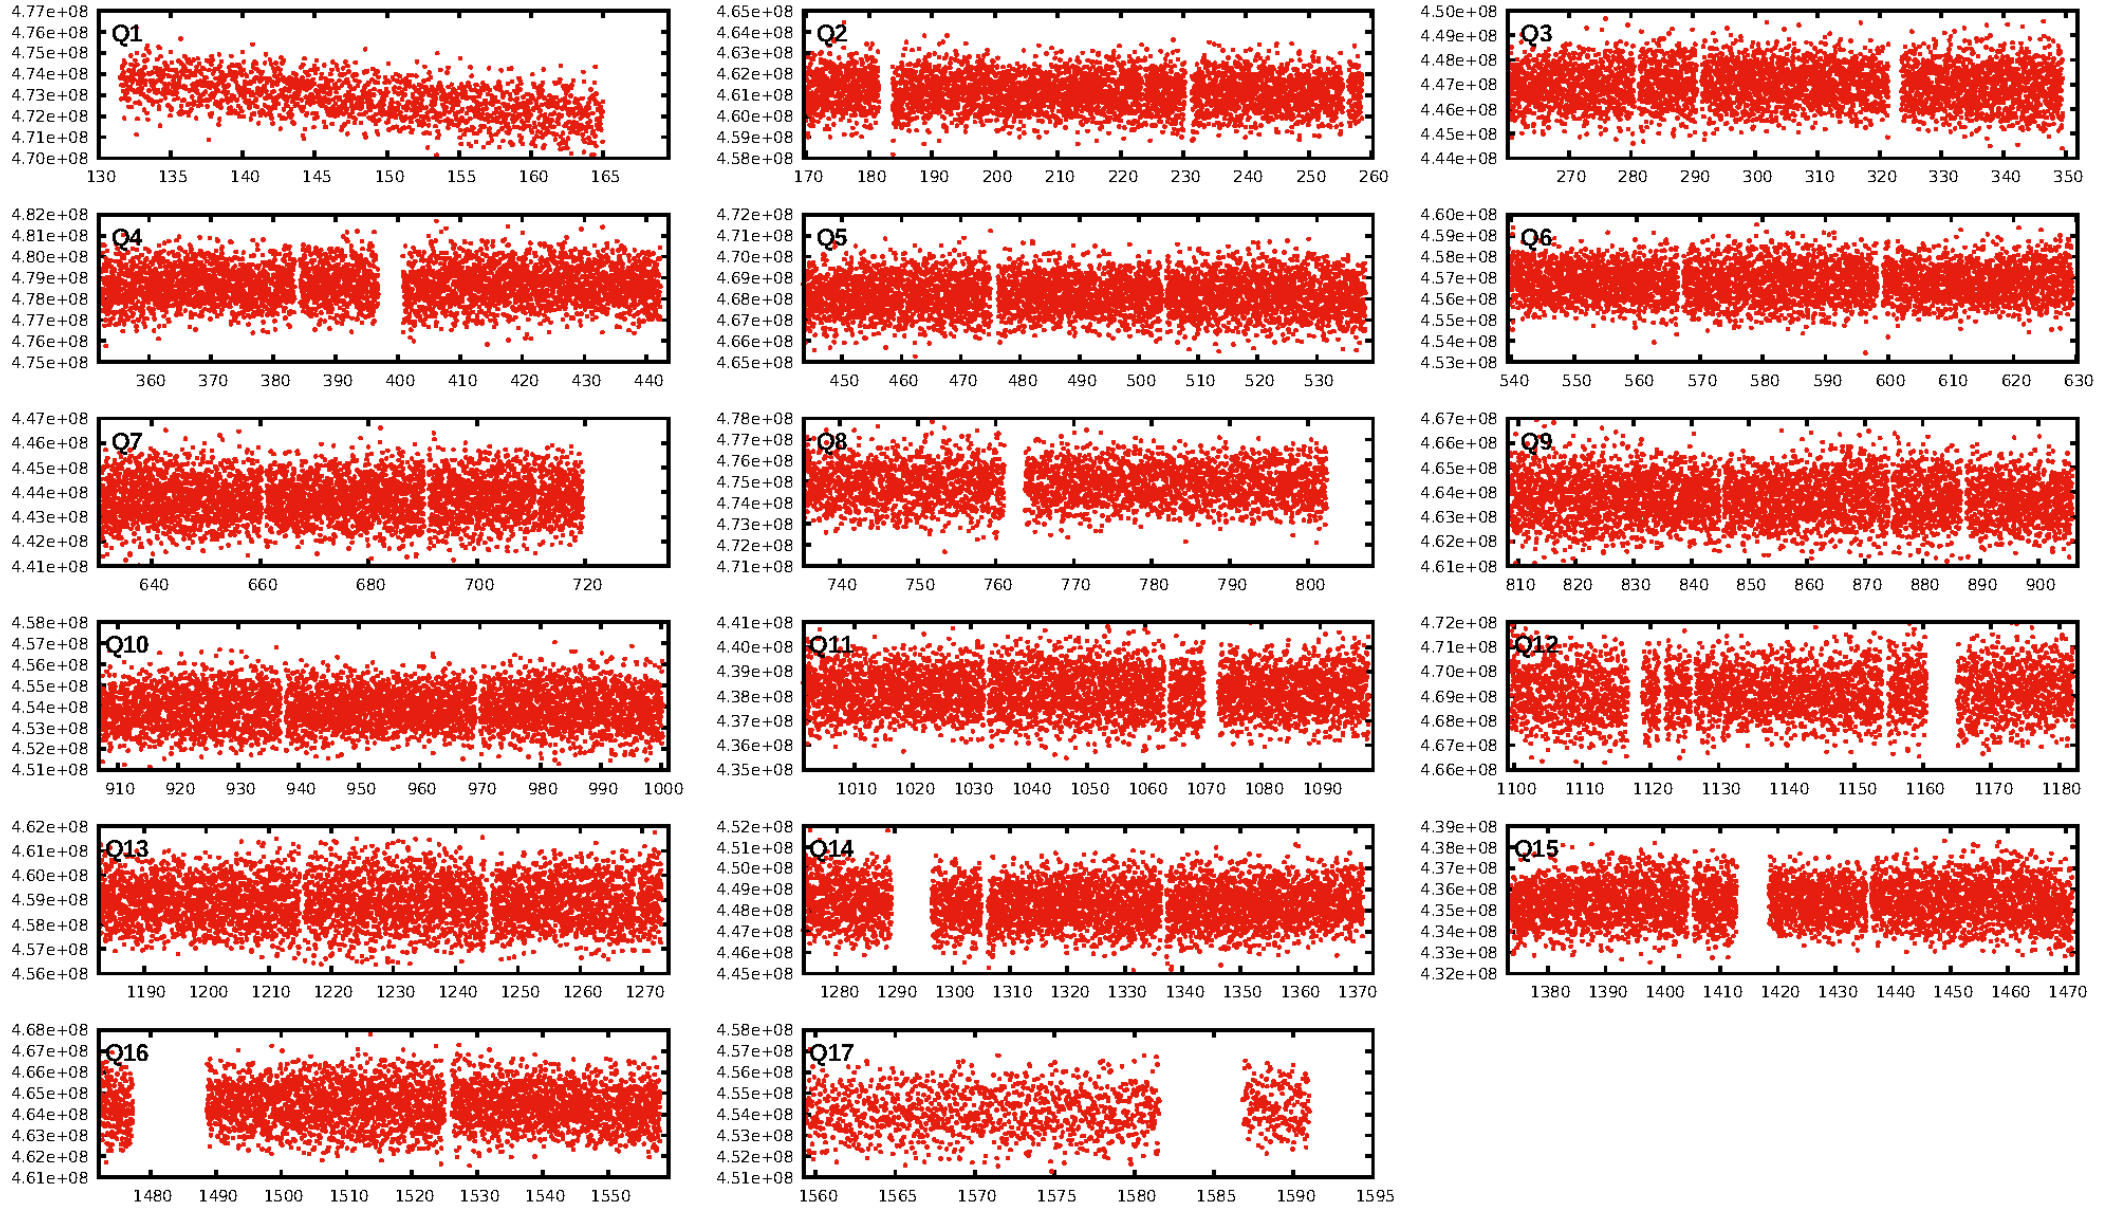 4.77e+08
4.76e+08
4.75e+08
4.74e+08
4.73e+08
4.72e+08
4.71e+08
4.70e+08
Q1
130 135 140 145 150 155 160 165
4.65e+08
4.64e+08
4.63e+08
4.62e+08
4.61e+08
4.60e+08
4.59e+08
4.58e+08
Q2
170 180 190 200 210 220 230 240 250 260
4.50e+08
4.49e+08
4.48e+08
4.47e+08
4.46e+08
4.45e+08
4.44e+08
Q3
270 280 290 300 310 320 330 340 350
4.82e+08
4.81e+08
4.80e+08
4.79e+08
4.78e+08
4.77e+08
4.76e+08
4.75e+08
Q4
360 370 380 390 400 410 420 430 440
4.72e+08
4.71e+08
4.70e+08
4.69e+08
4.68e+08
4.67e+08
4.66e+08
4.65e+08
Q5
450 460 470 480 490 500 510 520 530
4.60e+08
4.59e+08
4.58e+08
4.57e+08
4.56e+08
4.55e+08
4.54e+08
4.53e+08
Q6
540 550 560 570 580 590 600 610 620 630
4.47e+08
4.46e+08
4.45e+08
4.44e+08
4.43e+08
4.42e+08
4.41e+08
Q7
640 660 680 700 720
4.78e+08
4.77e+08
4.76e+08
4.75e+08
4.74e+08
4.73e+08
4.72e+08
4.71e+08
Q8
740 750 760 770 780 790 800
4.67e+08
4.66e+08
4.65e+08
4.64e+08
4.63e+08
4.62e+08
4.61e+08
Q9
810 820 830 840 850 860 870 880 890 900
4.58e+08
4.57e+08
4.56e+08
4.55e+08
4.54e+08
4.53e+08
4.52e+08
4.51e+08
Q10
910 920 930 940 950 960 970 980 990 1000
4.41e+08
4.40e+08
4.39e+08
4.38e+08
4.37e+08
4.36e+08
4.35e+08
Q11
1010 1020 1030 1040 1050 1060 1070 1080 1090
4.72e+08
4.71e+08
4.70e+08
4.69e+08
4.68e+08
4.67e+08
4.66e+08
Q12
1100 1110 1120 1130 1140 1150 1160 1170 1180
4.62e+08
4.61e+08
4.60e+08
4.59e+08
4.58e+08
4.57e+08
4.56e+08
Q13
1190 1200 1210 1220 1230 1240 1250 1260 1270
4.52e+08
4.51e+08
4.50e+08
4.49e+08
4.48e+08
4.47e+08
4.46e+08
4.45e+08
Q14
1280 1290 1300 1310 1320 1330 1340 1350 1360 1370
4.39e+08
4.38e+08
4.37e+08
4.36e+08
4.35e+08
4.34e+08
4.33e+08
4.32e+08
Q15
1380 1390 1400 1410 1420 1430 1440 1450 1460 1470
4.68e+08
4.67e+08
4.66e+08
4.65e+08
4.64e+08
4.63e+08
4.62e+08
4.61e+08
Q16
1480 1490 1500 1510 1520 1530 1540 1550
4.58e+08
4.57e+08
4.56e+08
4.55e+08
4.54e+08
4.53e+08
4.52e+08
4.51e+08
Q17
1560 1565 1570 1575 1580 1585 1590 1595